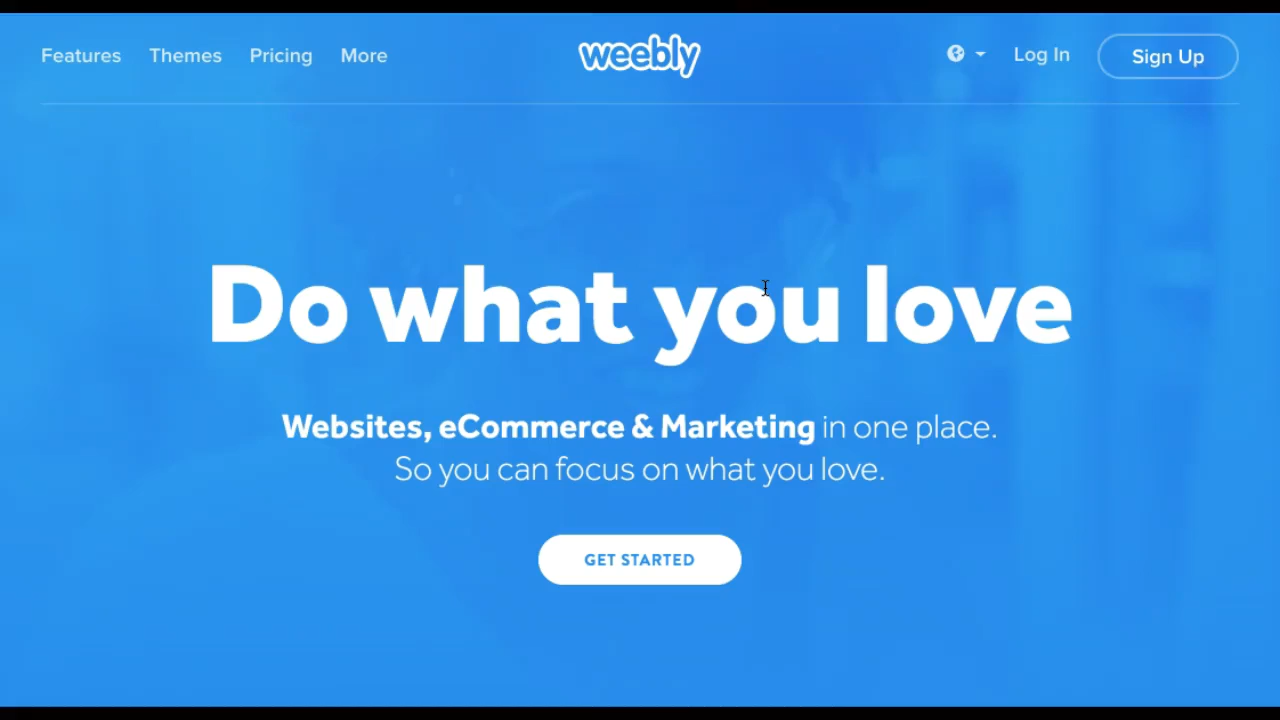 Features Themes Pricing More weebly Log In Sign Up
Do what you love
Websites, eCommerce & Marketing in one place.
So you can focus on what you love.
GET STARTED